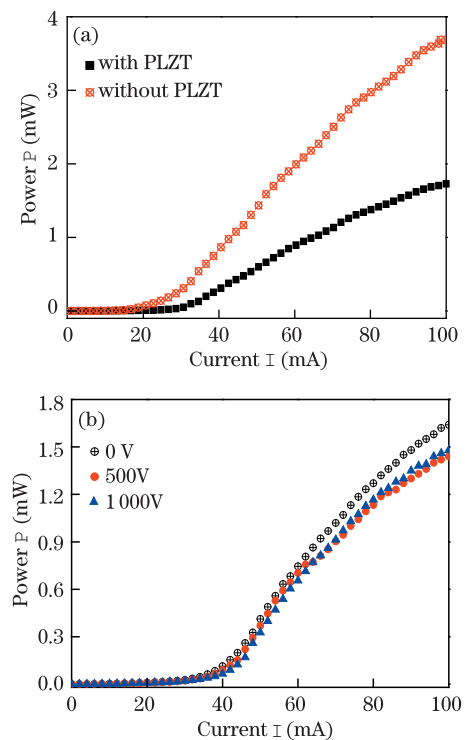 (a)
with PLZT
without PLZT
Power P (mW)
4
3
2
1
0
0 20 40 60 80 100
Current I (mA)
(b)
0 V
500V
1 000V
Power P (mW)
1.8
1.5
1.2
0.9
0.6
0.3
0.0
0 20 40 60 80 100
Current I (mA)